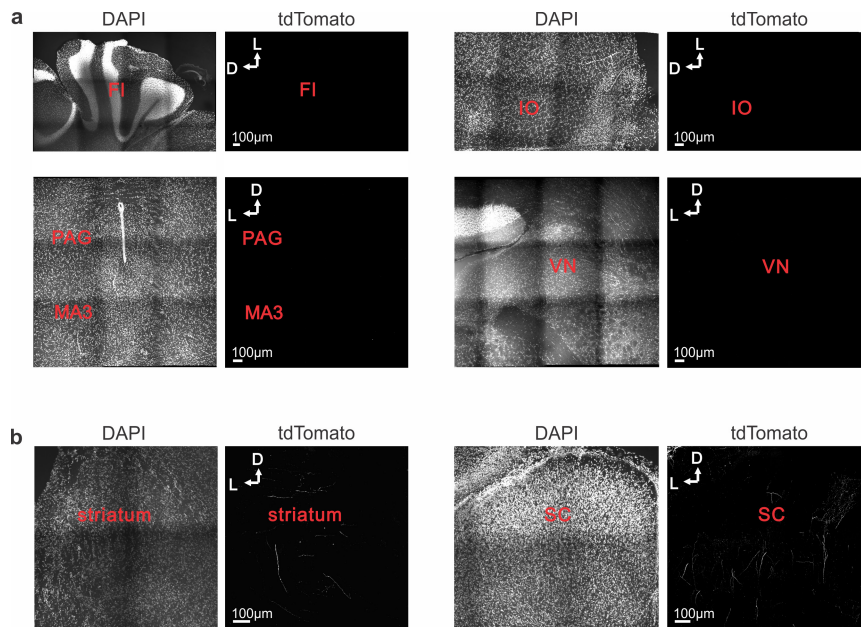 a
DAPI tdTomato DAPI tdTomato
FI
L
D
FI
100µm
IO
L
D
IO
100µm
PAG
MA3
D
L
PAG
MA3
100µm
VN
D
L
VN
100µm
b
DAPI tdTomato DAPI tdTomato
striatum
D
L
striatum
100µm
SC
D
L
SC
100µm